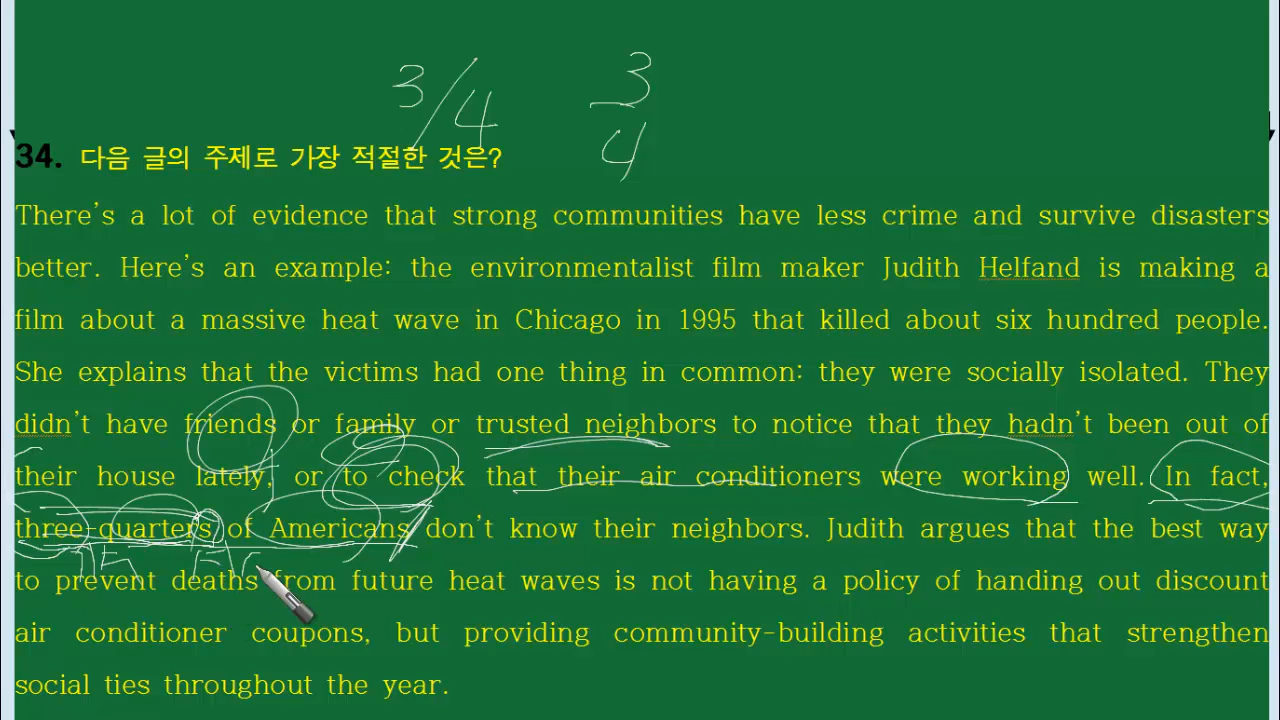 3/4 3
4
34. 다음 글의 주제로 가장 적절한 것은?
There's a lot of evidence that strong communities have less crime and survive disasters
better. Here's an example: the environmentalist film maker Judith Helfand is making a
film about a massive heat wave in Chicago in 1995 that killed about six hundred people.
She explains that the victims had one thing in common: they were socially isolated. They
didn't have friends or family or trusted neighbors to notice that they hadn't been out of
their house lately, or to check that their air conditioners were working well. In fact,
three-quarters of Americans don't know their neighbors. Judith argues that the best way
to prevent deaths from future heat waves is not having a policy of handing out discount
air conditioner coupons, but providing community-building activities that strengthen
social ties throughout the year.